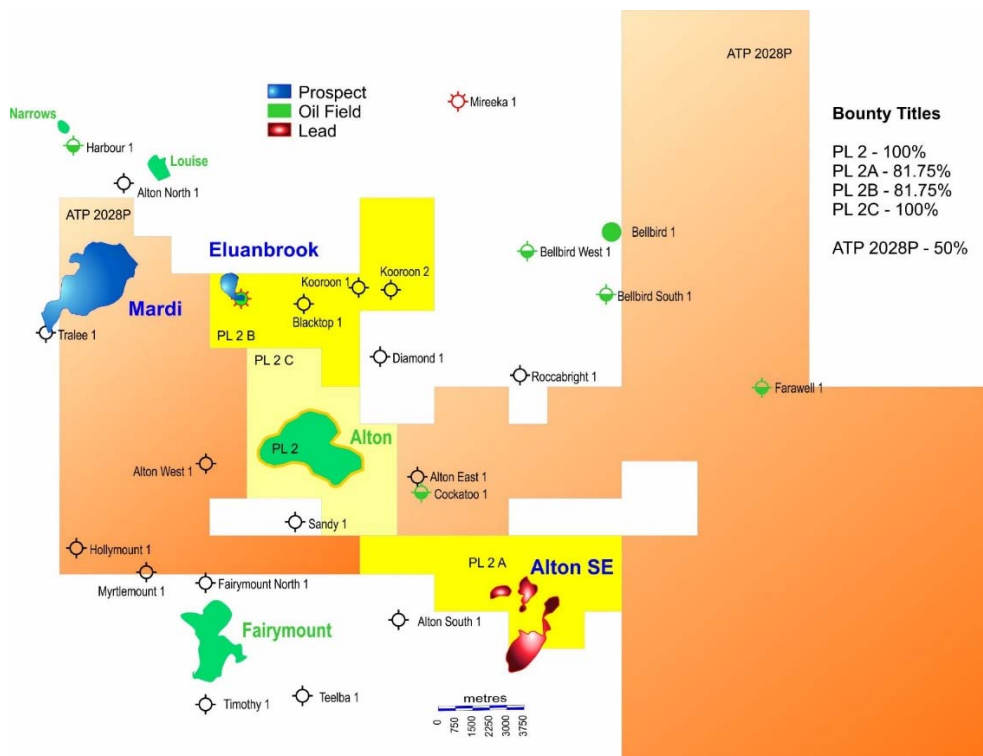 ATP 2028P
Prospect
Oil Field
Lead
Mireeka 1
Bounty Titles
PL 2 - 100%
PL 2A - 81.75%
PL 2B - 81.75%
PL 2C - 100%
ATP 2028P - 50%
Narrows
Harbour 1
Louise
Alton North 1
ATP 2028P
Eluanbrook
Mardi
Tralee 1
Kooroon 1
Kooroon 2
Blacktop 1
PL 2 B
PL 2 C
Diamond 1
Bellbird 1
Bellbird West 1
Bellbird South 1
Roccabright 1
Farawell 1
PL 2
Alton
Alton West 1
Alton East 1
Cockatoo 1
Sandy 1
Hollymount 1
Myrtlemount 1
Fairymount North 1
PL 2 A
Alton SE
Alton South 1
Fairymount
Timothy 1
Teelba 1
metres
0
750
1500
2250
3000
3750